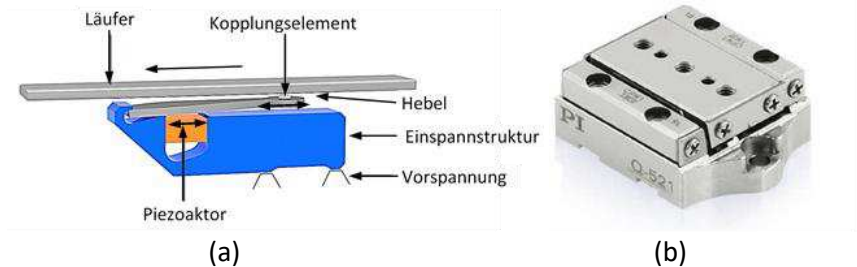 Läufer
Kopplungselement
Hebel
Einspannstruktur
Vorspannung
Piezoaktor
PI
Q-521
(a)
(b)